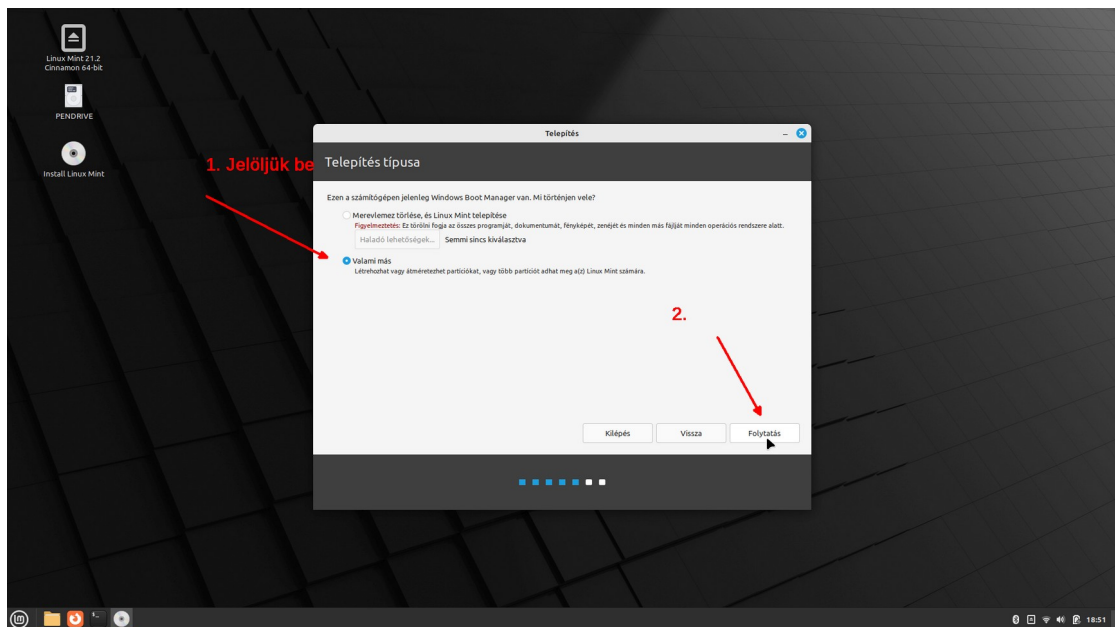 Linux Mint 21.2
Cinnamon 64-bit
PENDRIVE
Install Linux Mint
1. Jelöljük be
Telepítés
Telepítés típusa
Ezen a számítógépen jelenleg Windows Boot Manager van. Mi történjen vele?
Merevlemez törlése, és Linux Mint telepítése
Figyelmeztetés: Ez törölni fogja az összes programját, dokumentumát, fényképét, zenéjét és minden más fájlját minden operációs rendszere alatt.
Haladó lehetőségek... Semmi sincs kiválasztva
Valami más
Létrehozhat vagy átméretezhet partíciókat, vagy több partíciót adhat meg a(z) Linux Mint számára.
2.
Kilépés Vissza Folytatás
18:51